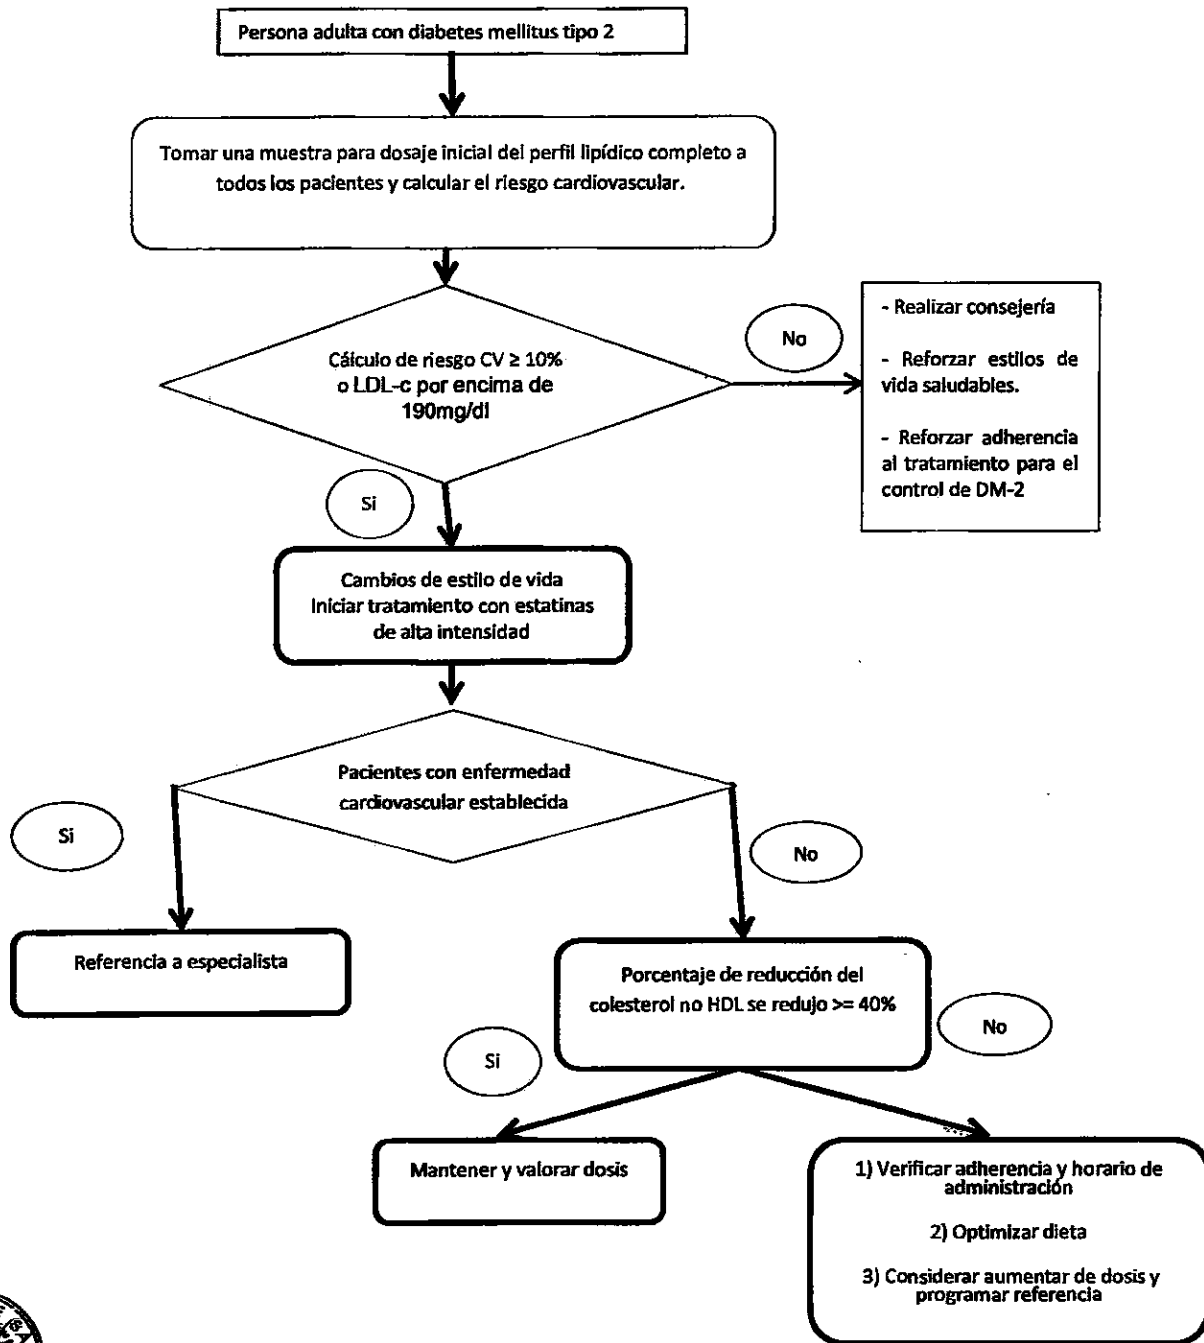 Persona adulta con diabetes mellitus tipo 2
Tomar una muestra para dosaje inicial del perfil lipídico completo a
todos los pacientes y calcular el riesgo cardiovascular.
Cálculo de riesgo CV ≥ 10%
o LDL-c por encima de
190mg/dl
No
- Realizar consejería
- Reforzar estilos de
vida saludables.
- Reforzar adherencia
al tratamiento para el
control de DM-2
Si
Cambios de estilo de vida
Iniciar tratamiento con estatinas
de alta intensidad
Pacientes con enfermedad
cardiovascular establecida
Si
No
Referencia a especialista
Porcentaje de reducción del
colesterol no HDL se redujo >= 40%
Si
No
Mantener y valorar dosis
1) Verificar adherencia y horario de
administración
2) Optimizar dieta
3) Considerar aumentar de dosis y
programar referencia